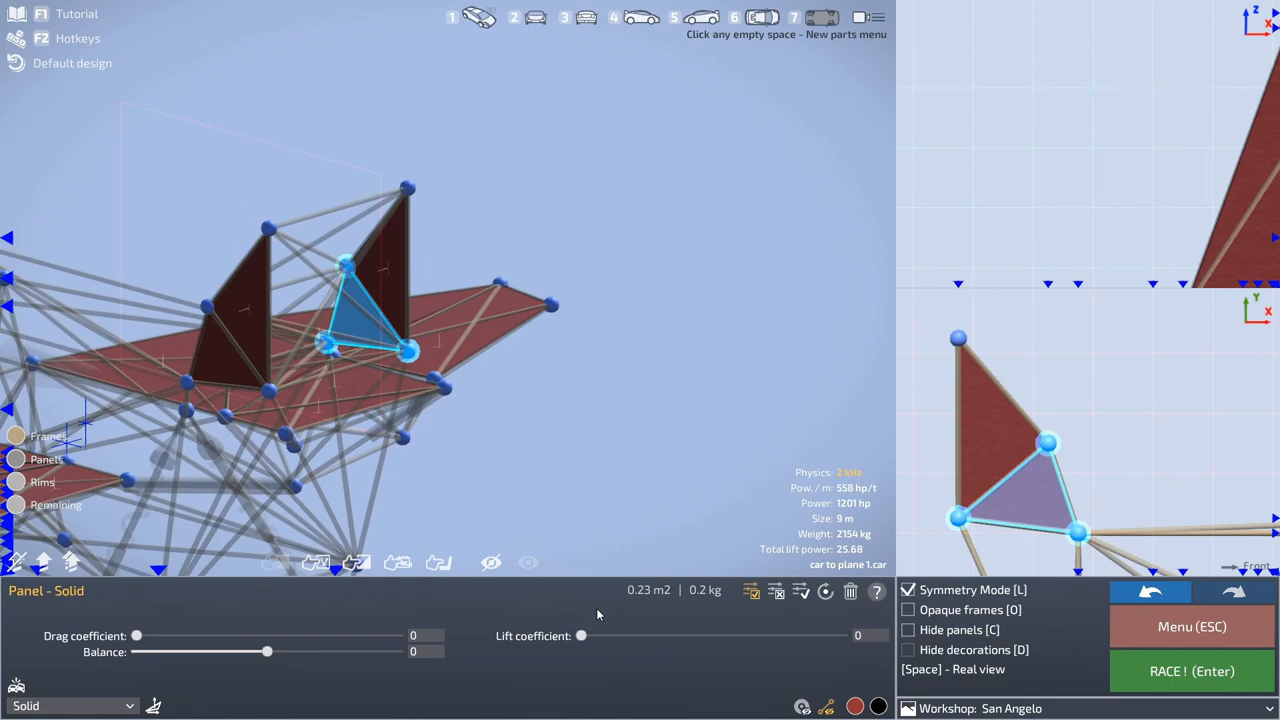 F1 Tutorial
F2 Hotkeys
Default design
1 2 3 4 5 6 7
Click any empty space - New parts menu
Z
X
Y
X
Front
Frames
Panels
Rims
Remaining
Physics: 2 kHz
Pow. / m: 558 hp/t
Power: 1201 hp
Size: 9 m
Weight: 2154 kg
Total lift power: 25.68
car to plane 1.car
Panel - Solid
0.23 m2 | 0.2 kg
?
Drag coefficient: 0
Balance: 0
Lift coefficient: 0
Solid
Symmetry Mode [L]
Opaque frames [O]
Hide panels [C]
Hide decorations [D]
[Space] - Real view
Menu (ESC)
RACE ! (Enter)
Workshop: San Angelo